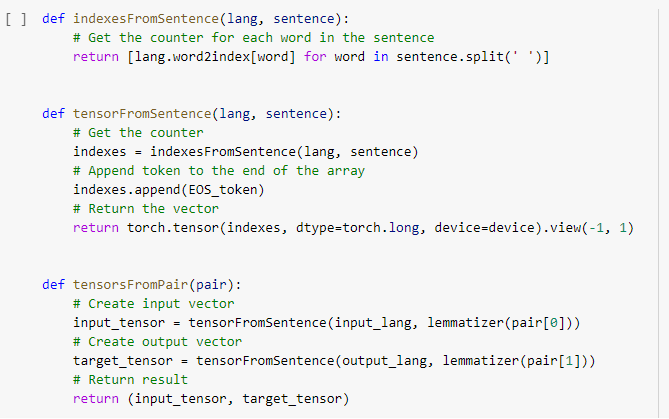 [ ] def indexesFromSentence(lang, sentence):
# Get the counter for each word in the sentence
return [lang.word2index[word] for word in sentence.split(' ')]
def tensorFromSentence(lang, sentence):
# Get the counter
indexes = indexesFromSentence(lang, sentence)
# Append token to the end of the array
indexes.append(EOS_token)
# Return the vector
return torch.tensor(indexes, dtype=torch.long, device=device).view(-1, 1)
def tensorsFromPair(pair):
# Create input vector
input_tensor = tensorFromSentence(input_lang, lemmatizer(pair[0]))
# Create output vector
target_tensor = tensorFromSentence(output_lang, lemmatizer(pair[1]))
# Return result
return (input_tensor, target_tensor)